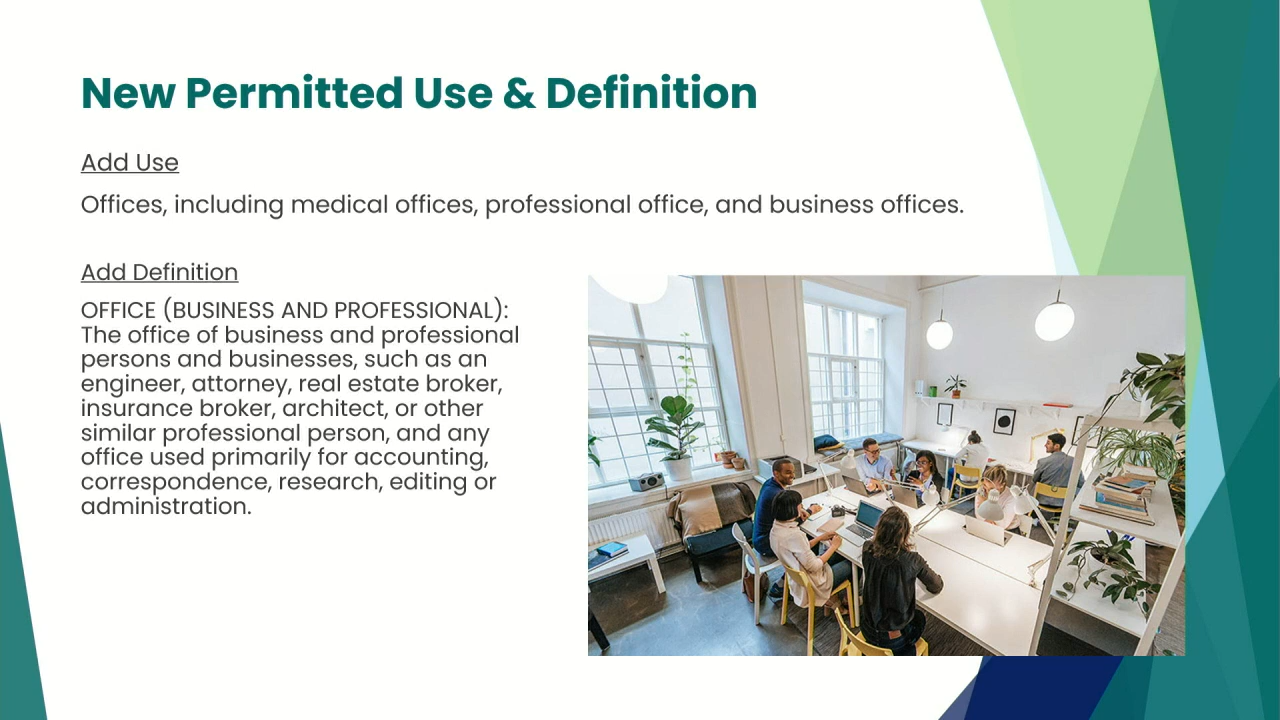 New Permitted Use & Definition
Add Use
Offices, including medical offices, professional office, and business offices.
Add Definition
OFFICE (BUSINESS AND PROFESSIONAL):
The office of business and professional
persons and businesses, such as an
engineer, attorney, real estate broker,
insurance broker, architect, or other
similar professional person, and any
office used primarily for accounting,
correspondence, research, editing or
administration.